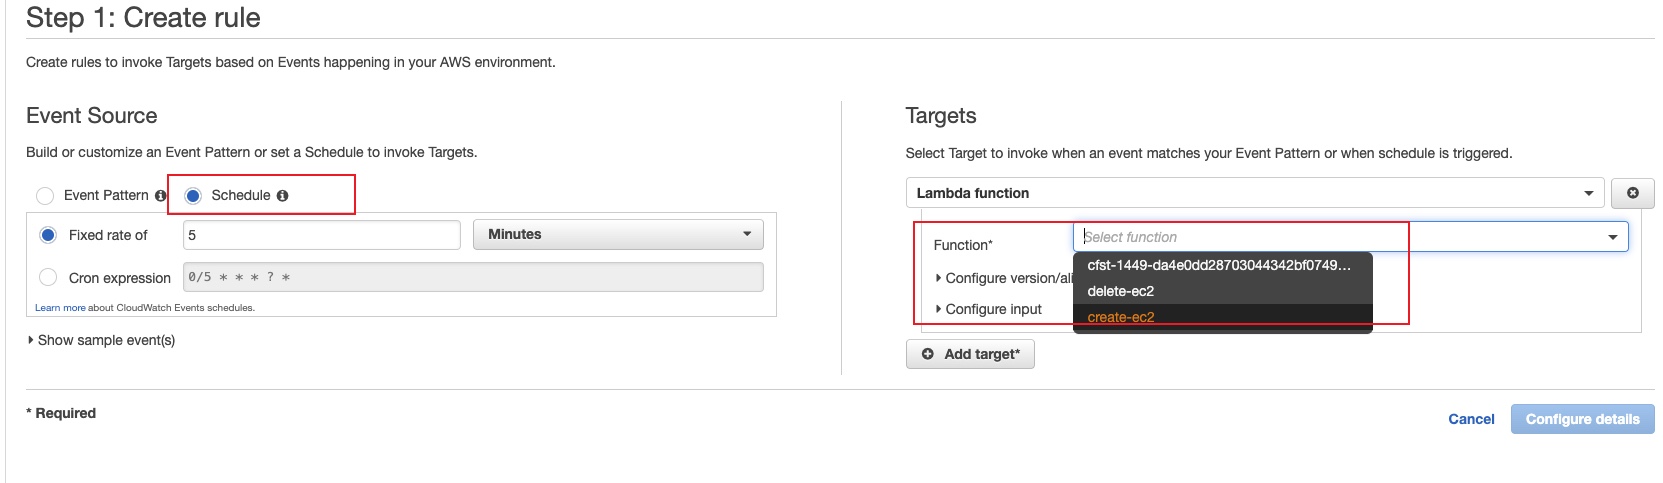 Step 1: Create rule
Create rules to invoke Targets based on Events happening in your AWS environment.
Event Source
Build or customize an Event Pattern or set a Schedule to invoke Targets.
Event Pattern
Schedule
Fixed rate of
5
Minutes
Cron expression
0/5 * * * ? *
Learn more about CloudWatch Events schedules.
Show sample event(s)
Targets
Select Target to invoke when an event matches your Event Pattern or when schedule is triggered.
Lambda function
Function*
Select function
Configure version/ali
cfst-1449-da4e0dd28703044342bf0749...
delete-ec2
Configure input
create-ec2
Add target*
* Required
Cancel
Configure details